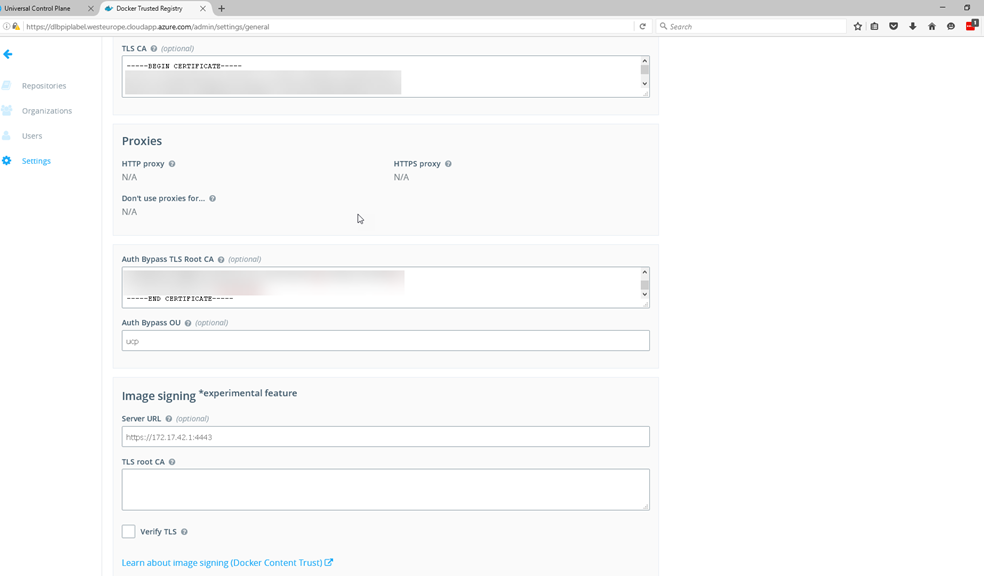 Universal Control Plane
Docker Trusted Registry
https://dlbpiplabel.westeurope.cloudapp.azure.com/admin/settings/general
Search
TLS CA (optional)
-----BEGIN CERTIFICATE-----
Repositories
Organizations
Users
Settings
Proxies
HTTP proxy HTTPS proxy
N/A N/A
Don't use proxies for...
N/A
Auth Bypass TLS Root CA (optional)
-----END CERTIFICATE-----
Auth Bypass OU (optional)
ucp
Image signing *experimental feature
Server URL (optional)
https://172.17.42.1:4443
TLS root CA
Verify TLS
Learn about image signing (Docker Content Trust)